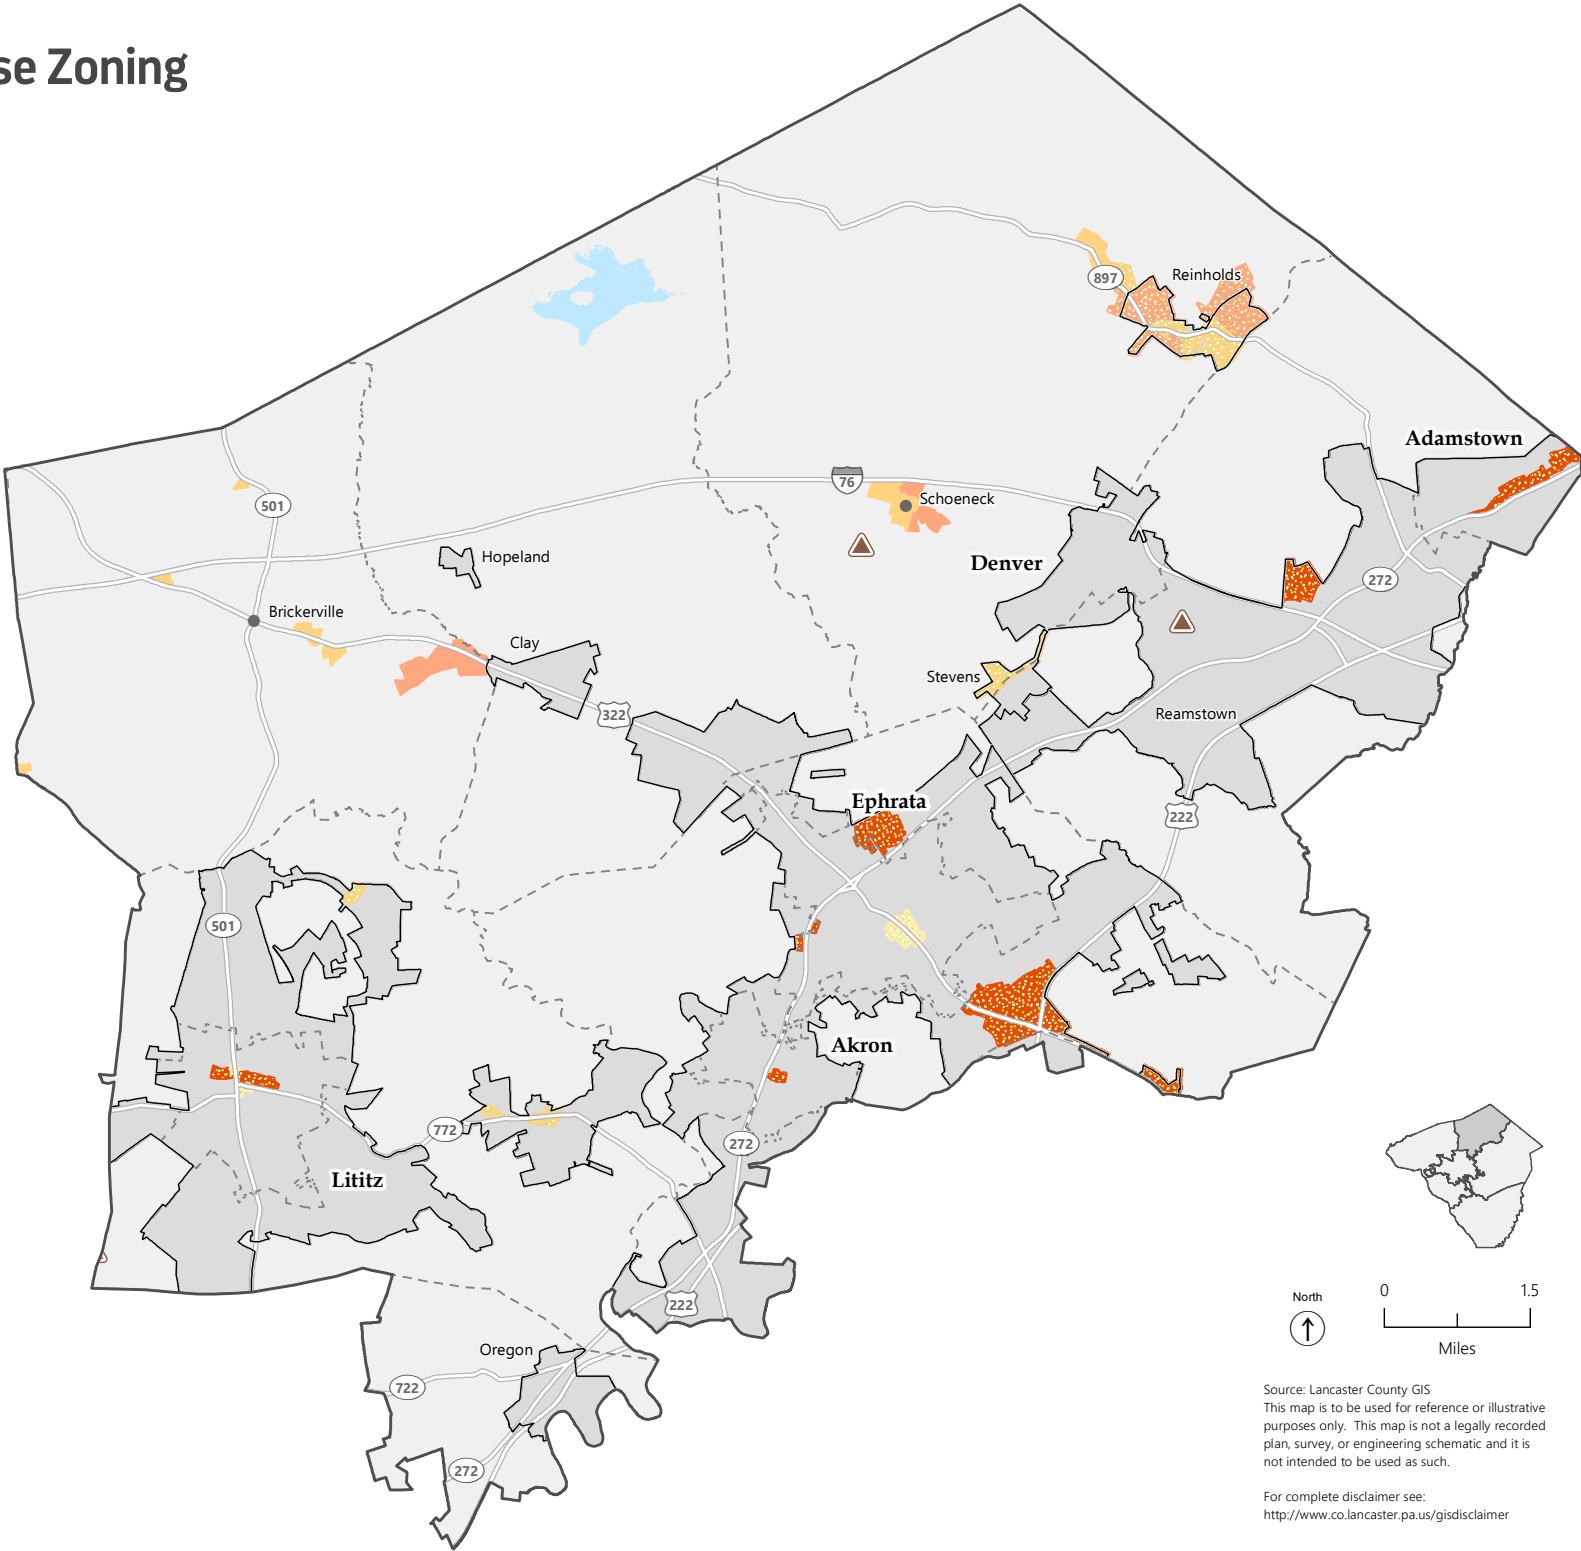 se Zoning
897
Reinholds
Adamstown
76
Schoeneck
501
Hopeland
Denver
272
Brickerville
Clay
Stevens
322
Reamstown
Ephrata
222
501
Akron
772
272
Lititz
222
Oregon
722
272
North
0 1.5
Miles
Source: Lancaster County GIS
This map is to be used for reference or illustrative
purposes only. This map is not a legally recorded
plan, survey, or engineering schematic and it is
not intended to be used as such.
For complete disclaimer see:
http://www.co.lancaster.pa.us/gisdisclaimer